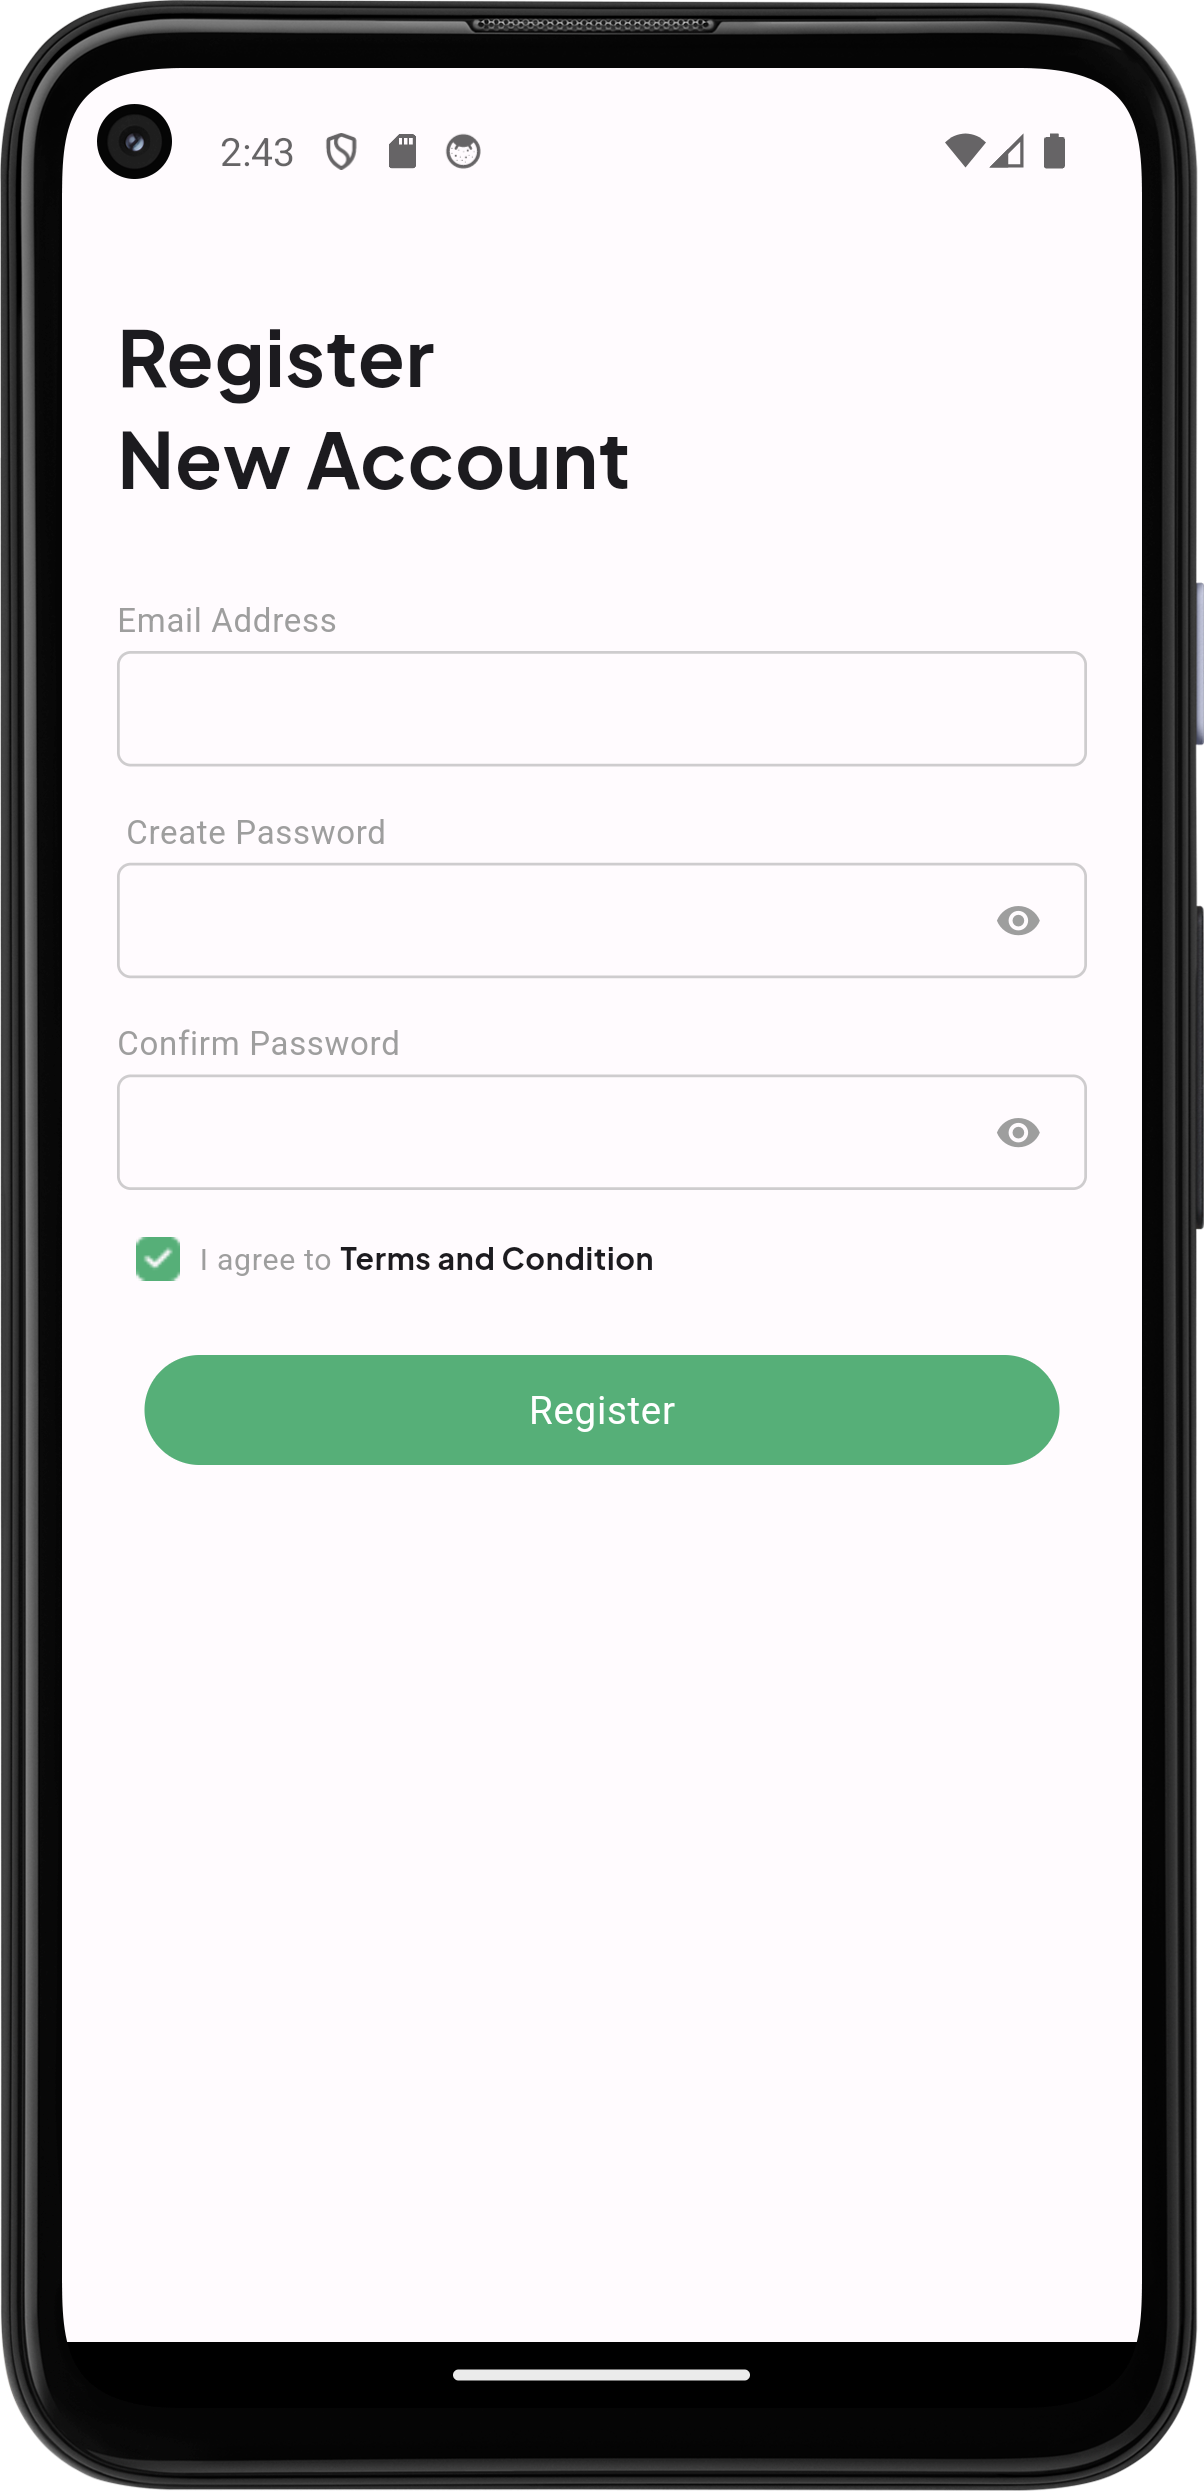 2:43
Register
New Account
Email Address
Create Password
Confirm Password
I agree to Terms and Condition
Register